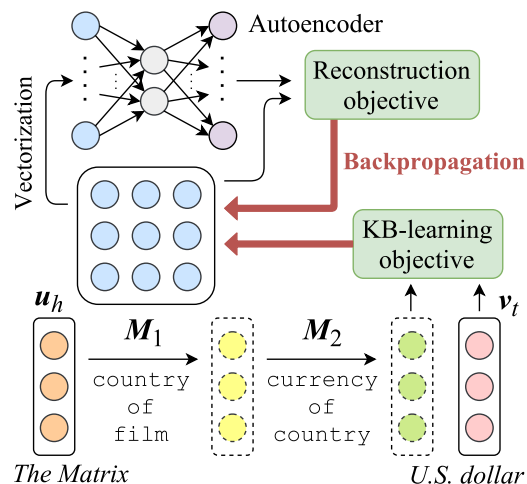 Autoencoder
Vectorization
Reconstruction
objective
Backpropagation
KB-learning
objective
u_h
M_1
M_2
v_t
country
of
film
currency
of
country
The Matrix
U.S. dollar